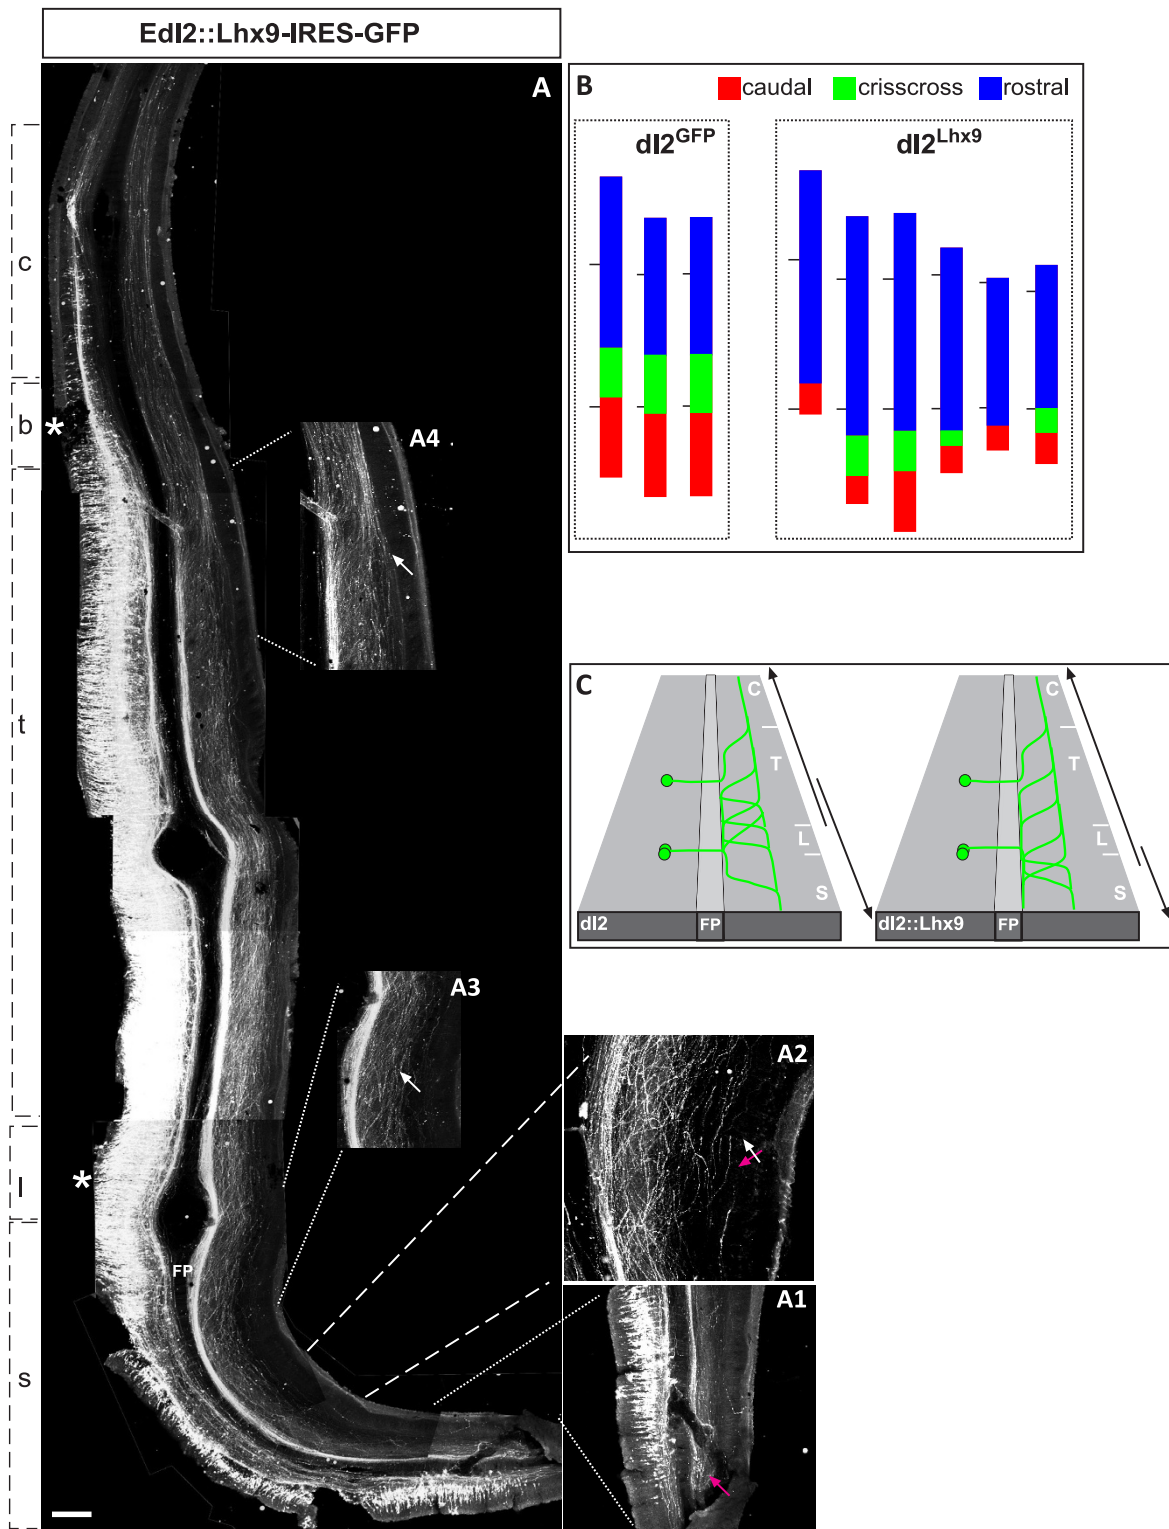 EdI2::Lhx9-IRES-GFP
A
B
caudal crisscross rostral
dI2GFP
dI2Lhx9
c
b
*
t
l
*
s
A4
A3
FP
A2
A1
C
C
T
L
S
dI2
FP
C
T
L
S
dI2::Lhx9
FP